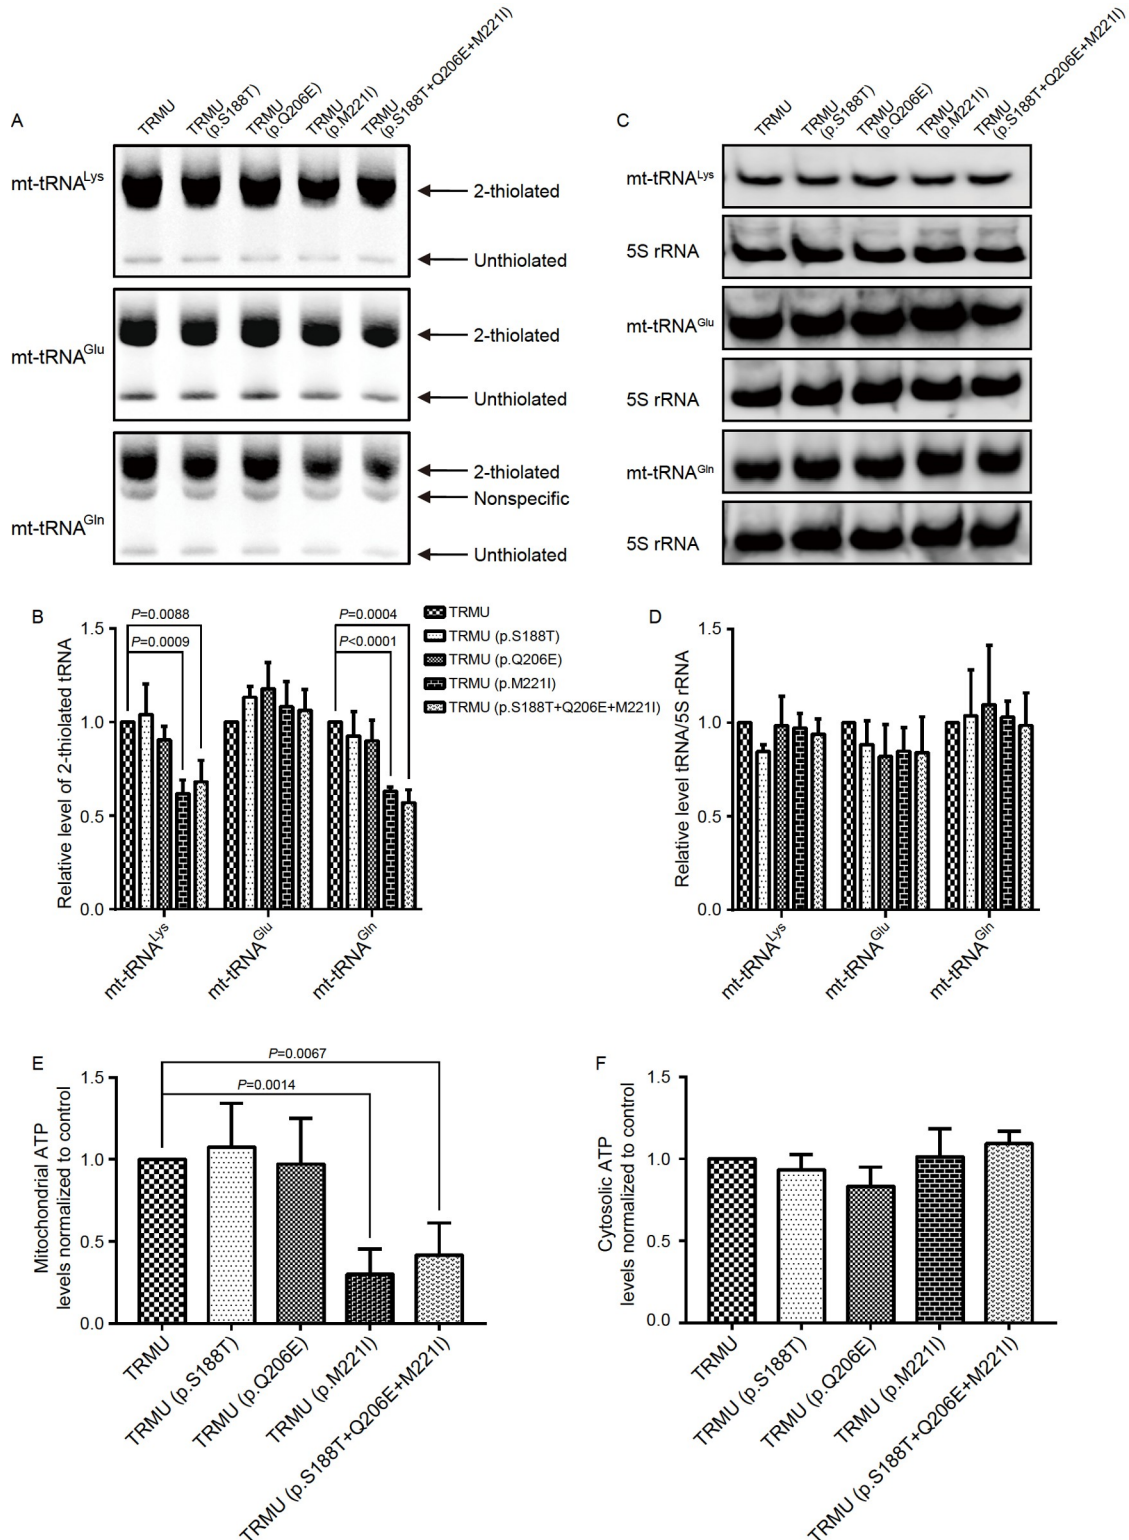 A
TRMU
TRMU
(p.S188T)
TRMU
(p.Q206E)
TRMU
(p.M221I)
TRMU
(p.S188T+Q206E+M221I)
mt-tRNALys
2-thiolated
Unthiolated
mt-tRNAGlu
2-thiolated
Unthiolated
mt-tRNAGln
2-thiolated
Nonspecific
Unthiolated
C
TRMU
TRMU
(p.S188T)
TRMU
(p.Q206E)
TRMU
(p.M221I)
TRMU
(p.S188T+Q206E+M221I)
mt-tRNALys
5S rRNA
mt-tRNAGlu
5S rRNA
mt-tRNAGln
5S rRNA
B
P=0.0088
P=0.0009
P=0.0004
P<0.0001
Relative level of 2-thiolated tRNA
1.5
1.0
0.5
0.0
mt-tRNALys
mt-tRNAGlu
mt-tRNAGln
TRMU
TRMU (p.S188T)
TRMU (p.Q206E)
TRMU (p.M221I)
TRMU (p.S188T+Q206E+M221I)
D
Relative level tRNA/5S rRNA
1.5
1.0
0.5
0
mt-tRNALys
mt-tRNAGlu
mt-tRNAGln
E
P=0.0067
P=0.0014
Mitochondrial ATP
levels normalized to control
1.5
1.0
0.5
0.0
TRMU
TRMU (p.S188T)
TRMU (p.Q206E)
TRMU (p.M221I)
TRMU (p.S188T+Q206E+M221I)
F
Cytosolic ATP
levels normalized to control
1.5
1.0
0.5
0
TRMU
TRMU (p.S188T)
TRMU (p.Q206E)
TRMU (p.M221I)
TRMU (p.S188T+Q206E+M221I)